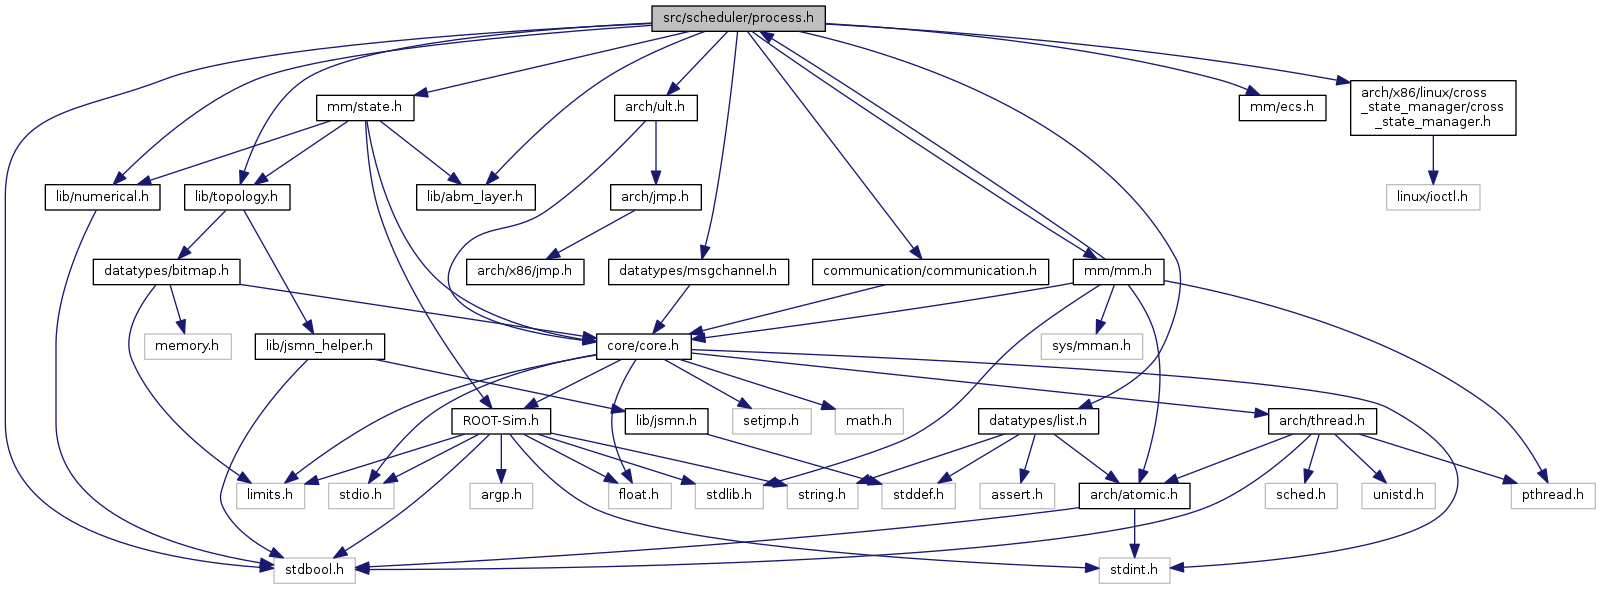 src/scheduler/process.h
mm/state.h
arch/ult.h
mm/ecs.h
arch/x86/linux/cross
_state_manager/cross
_state_manager.h
lib/numerical.h
lib/topology.h
lib/abm_layer.h
arch/jmp.h
linux/ioctl.h
datatypes/bitmap.h
arch/x86/jmp.h
datatypes/msgchannel.h
communication/communication.h
mm/mm.h
memory.h
lib/jsmn_helper.h
core/core.h
sys/mman.h
ROOT-Sim.h
lib/jsmn.h
setjmp.h
math.h
datatypes/list.h
arch/thread.h
limits.h
stdio.h
argp.h
float.h
stdlib.h
string.h
stddef.h
assert.h
arch/atomic.h
sched.h
unistd.h
pthread.h
stdbool.h
stdint.h